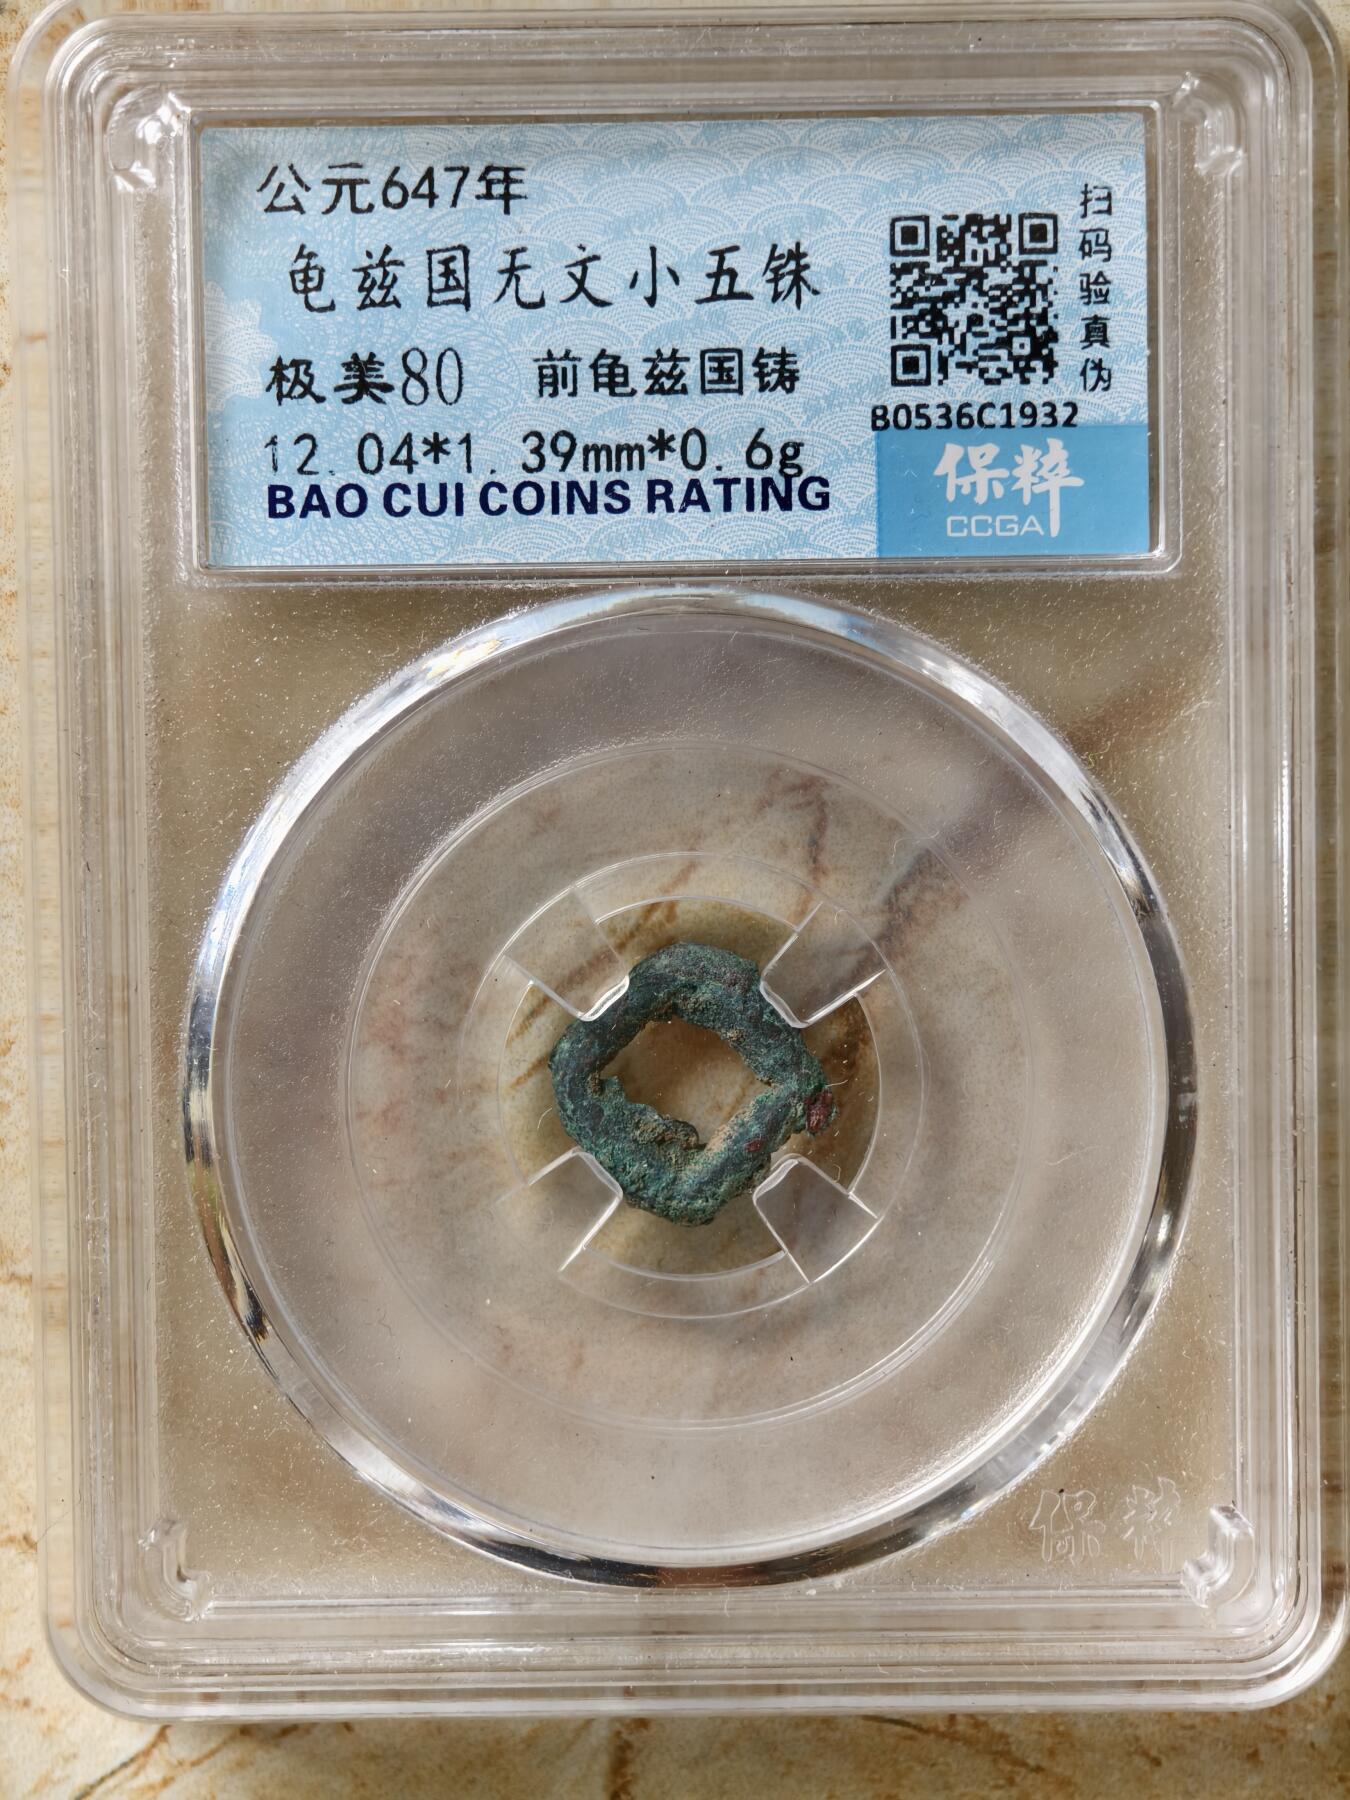 公元647年
龟兹国无文小五铢
极美80 前龟兹国铸
12.04*1.39mm*0.6g
BAO CUI COINS RATING
扫码验真伪
B0536C1932
保粹
CCGA
保粹